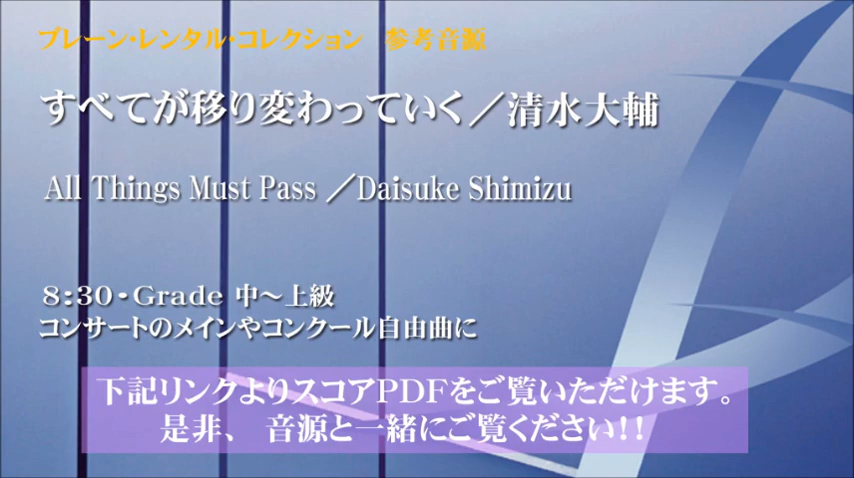 ブレーン・レンタル・コレクション　参考音源
すべてが移り変わっていく／清水大輔
All Things Must Pass ／Daisuke Shimizu
８:３０・Grade 中～上級
コンサートのメインやコンクール自由曲に
下記リンクよりスコアPDFをご覧いただけます。
是非、　音源と一緒にご覧ください!!